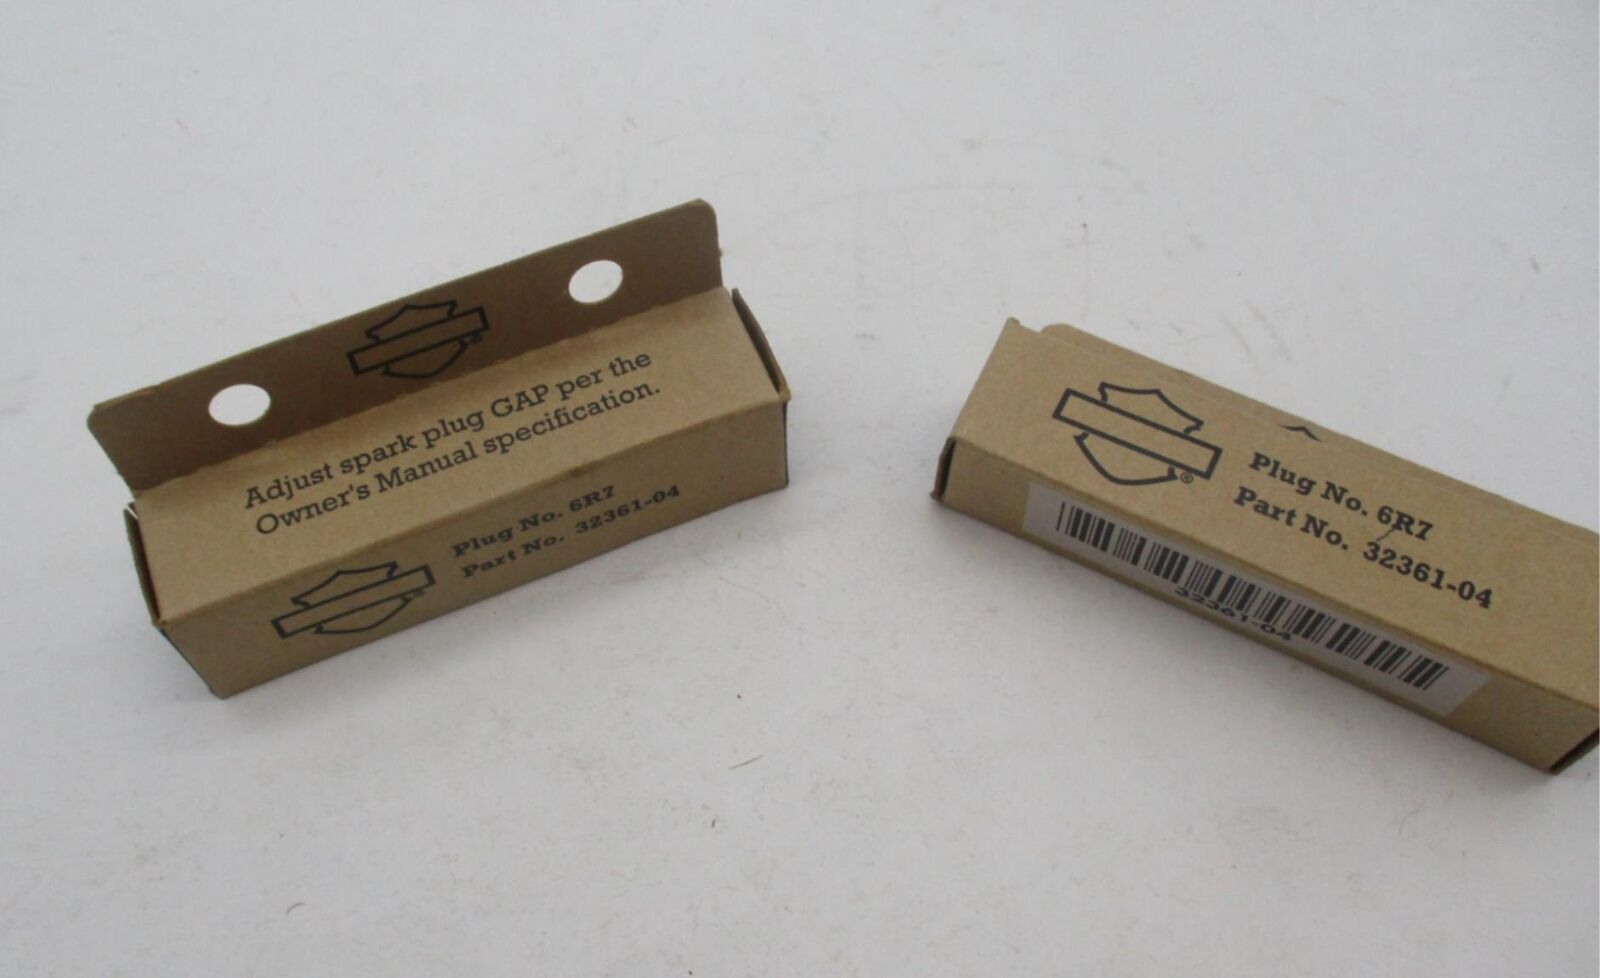 Adjust spark plug GAP per the
Owner's Manual specification.
Plug No. 6R7
Part No. 32361-04
®
®
Plug No. 6R7
Part No. 32361-04
®
32361-04